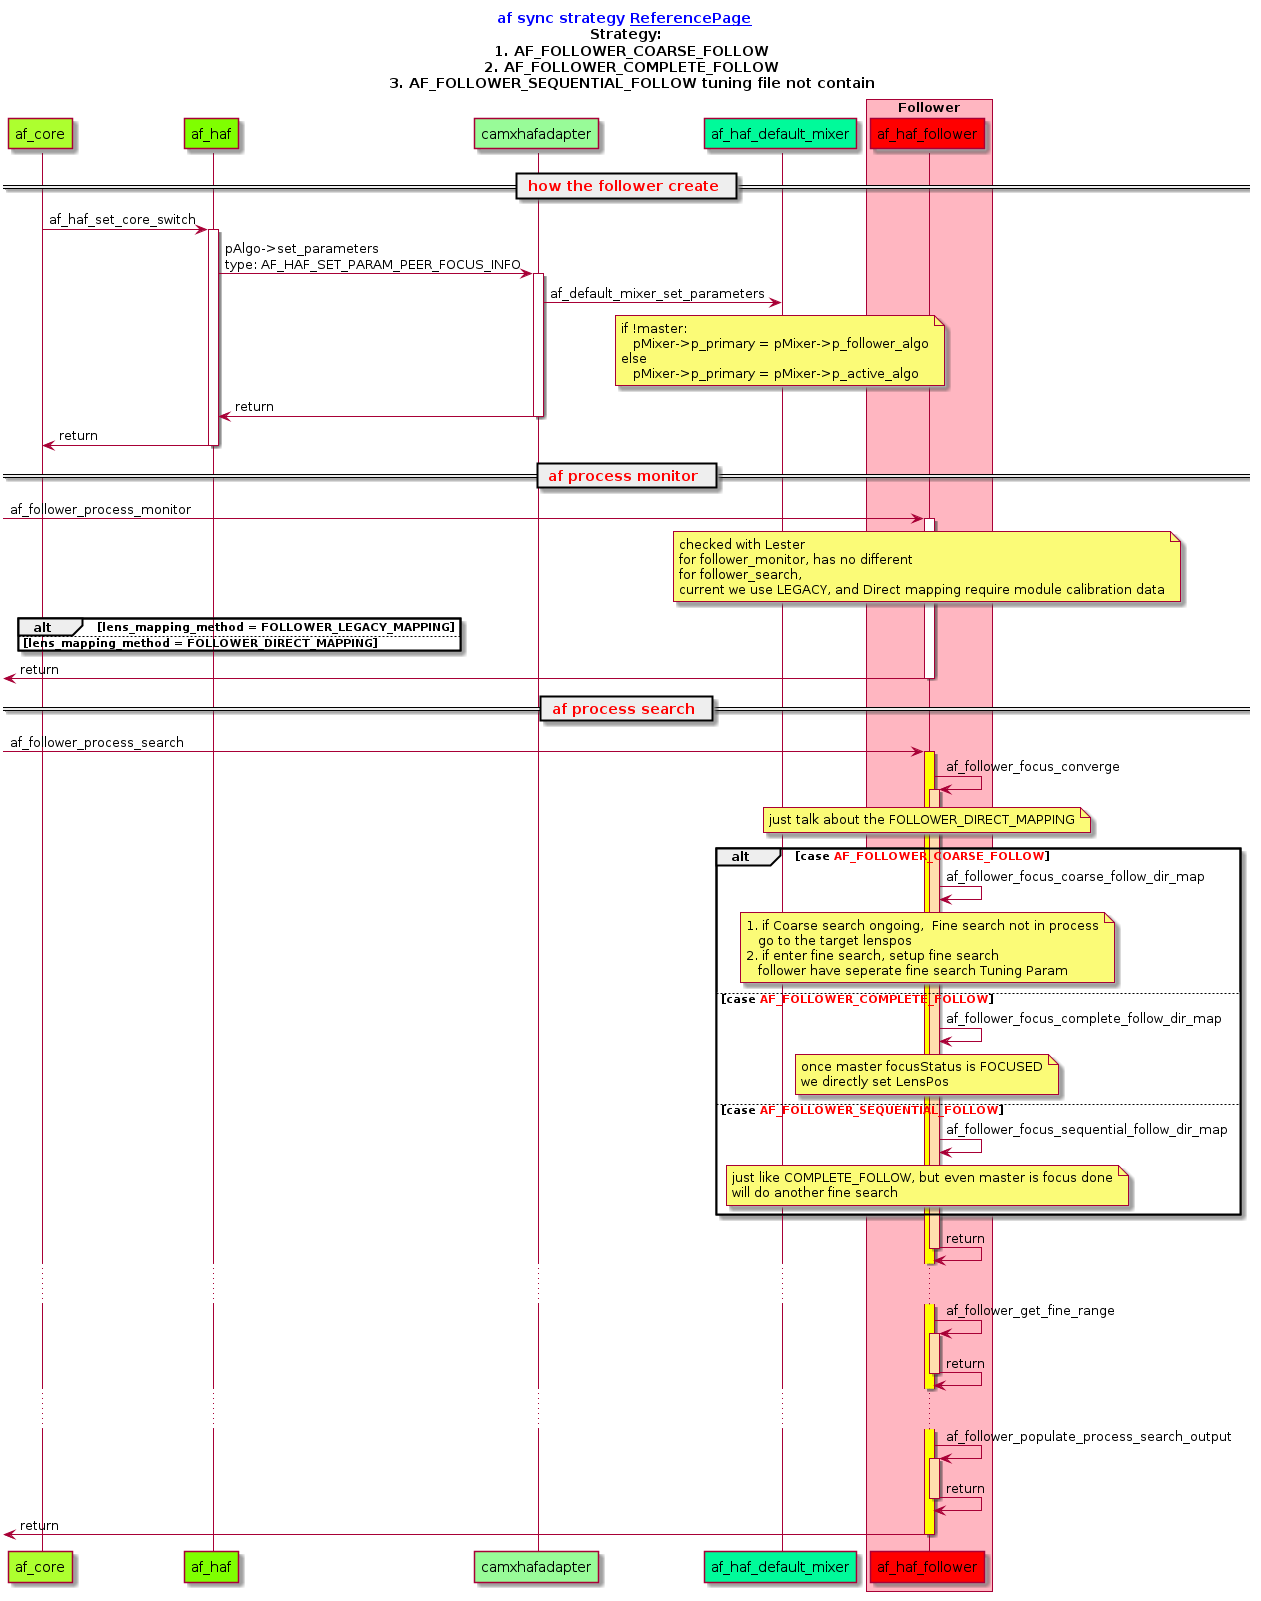 af sync strategy ReferencePage
Strategy:
1. AF_FOLLOWER_COARSE_FOLLOW
2. AF_FOLLOWER_COMPLETE_FOLLOW
3. AF_FOLLOWER_SEQUENTIAL_FOLLOW tuning file not contain
Follower
af_core
af_haf
camxhafadapter
af_haf_default_mixer
af_haf_follower
how the follower create
af_haf_set_core_switch
pAlgo->set_parameters
type: AF_HAF_SET_PARAM_PEER_FOCUS_INFO
af_default_mixer_set_parameters
if !master:
pMixer->p_primary = pMixer->p_follower_algo
else
pMixer->p_primary = pMixer->p_active_algo
return
return
af process monitor
af_follower_process_monitor
checked with Lester
for follower_monitor, has no different
for follower_search,
current we use LEGACY, and Direct mapping require module calibration data
alt [lens_mapping_method = FOLLOWER_LEGACY_MAPPING]
[lens_mapping_method = FOLLOWER_DIRECT_MAPPING]
return
af process search
af_follower_process_search
af_follower_focus_converge
just talk about the FOLLOWER_DIRECT_MAPPING
alt [case AF_FOLLOWER_COARSE_FOLLOW]
af_follower_focus_coarse_follow_dir_map
1. if Coarse search ongoing,  Fine search not in process
go to the target lenspos
2. if enter fine search, setup fine search
follower have seperate fine search Tuning Param
[case AF_FOLLOWER_COMPLETE_FOLLOW]
af_follower_focus_complete_follow_dir_map
once master focusStatus is FOCUSED
we directly set LensPos
[case AF_FOLLOWER_SEQUENTIAL_FOLLOW]
af_follower_focus_sequential_follow_dir_map
just like COMPLETE_FOLLOW, but even master is focus done
will do another fine search
return
af_follower_get_fine_range
return
af_follower_populate_process_search_output
return
return
af_core
af_haf
camxhafadapter
af_haf_default_mixer
af_haf_follower